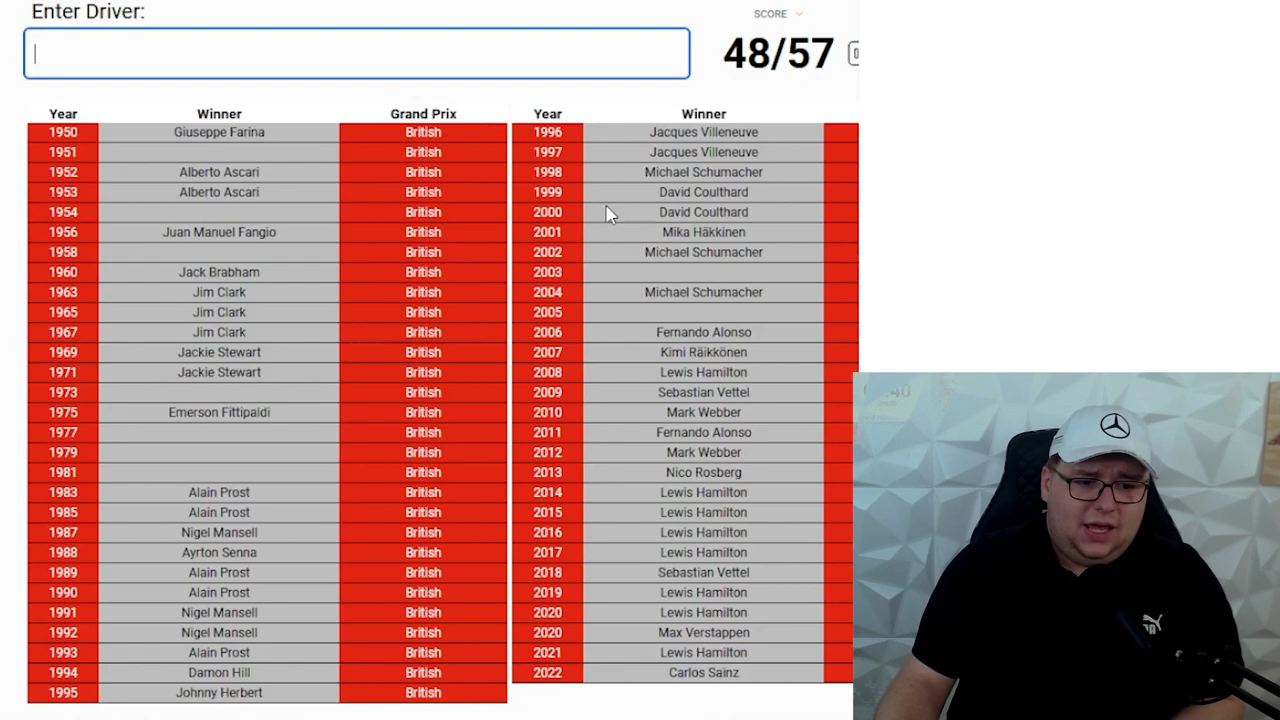 Enter Driver:
SCORE
48/57
Year Winner Grand Prix
1950 Giuseppe Farina British
1951 British
1952 Alberto Ascari British
1953 Alberto Ascari British
1954 British
1956 Juan Manuel Fangio British
1958 British
1960 Jack Brabham British
1963 Jim Clark British
1965 Jim Clark British
1967 Jim Clark British
1969 Jackie Stewart British
1971 Jackie Stewart British
1973 British
1975 Emerson Fittipaldi British
1977 British
1979 British
1981 British
1983 Alain Prost British
1985 Alain Prost British
1987 Nigel Mansell British
1988 Ayrton Senna British
1989 Alain Prost British
1990 Alain Prost British
1991 Nigel Mansell British
1992 Nigel Mansell British
1993 Alain Prost British
1994 Damon Hill British
1995 Johnny Herbert British
Year Winner
1996 Jacques Villeneuve
1997 Jacques Villeneuve
1998 Michael Schumacher
1999 David Coulthard
2000 David Coulthard
2001 Mika Häkkinen
2002 Michael Schumacher
2003
2004 Michael Schumacher
2005
2006 Fernando Alonso
2007 Kimi Räikkönen
2008 Lewis Hamilton
2009 Sebastian Vettel
2010 Mark Webber
2011 Fernando Alonso
2012 Mark Webber
2013 Nico Rosberg
2014 Lewis Hamilton
2015 Lewis Hamilton
2016 Lewis Hamilton
2017 Lewis Hamilton
2018 Sebastian Vettel
2019 Lewis Hamilton
2020 Lewis Hamilton
2020 Max Verstappen
2021 Lewis Hamilton
2022 Carlos Sainz